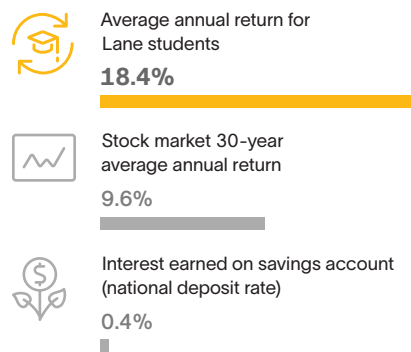 Average annual return for
Lane students
18.4%
Stock market 30-year
average annual return
9.6%
$
Interest earned on savings account
(national deposit rate)
0.4%